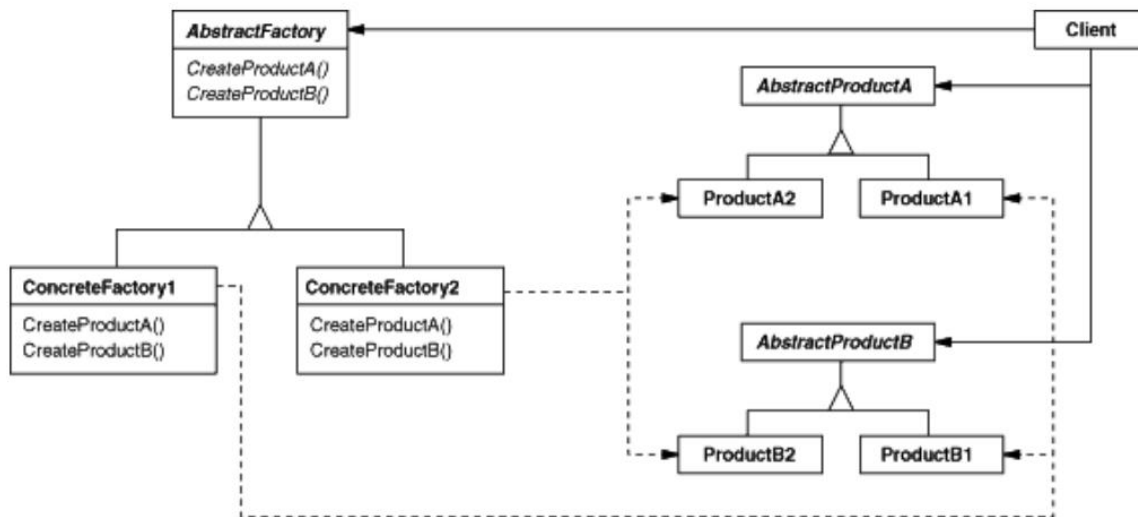 AbstractFactory
CreateProductA()
CreateProductB()
Client
AbstractProductA
ProductA2
ProductA1
ConcreteFactory1
CreateProductA()
CreateProductB()
ConcreteFactory2
CreateProductA()
CreateProductB()
AbstractProductB
ProductB2
ProductB1